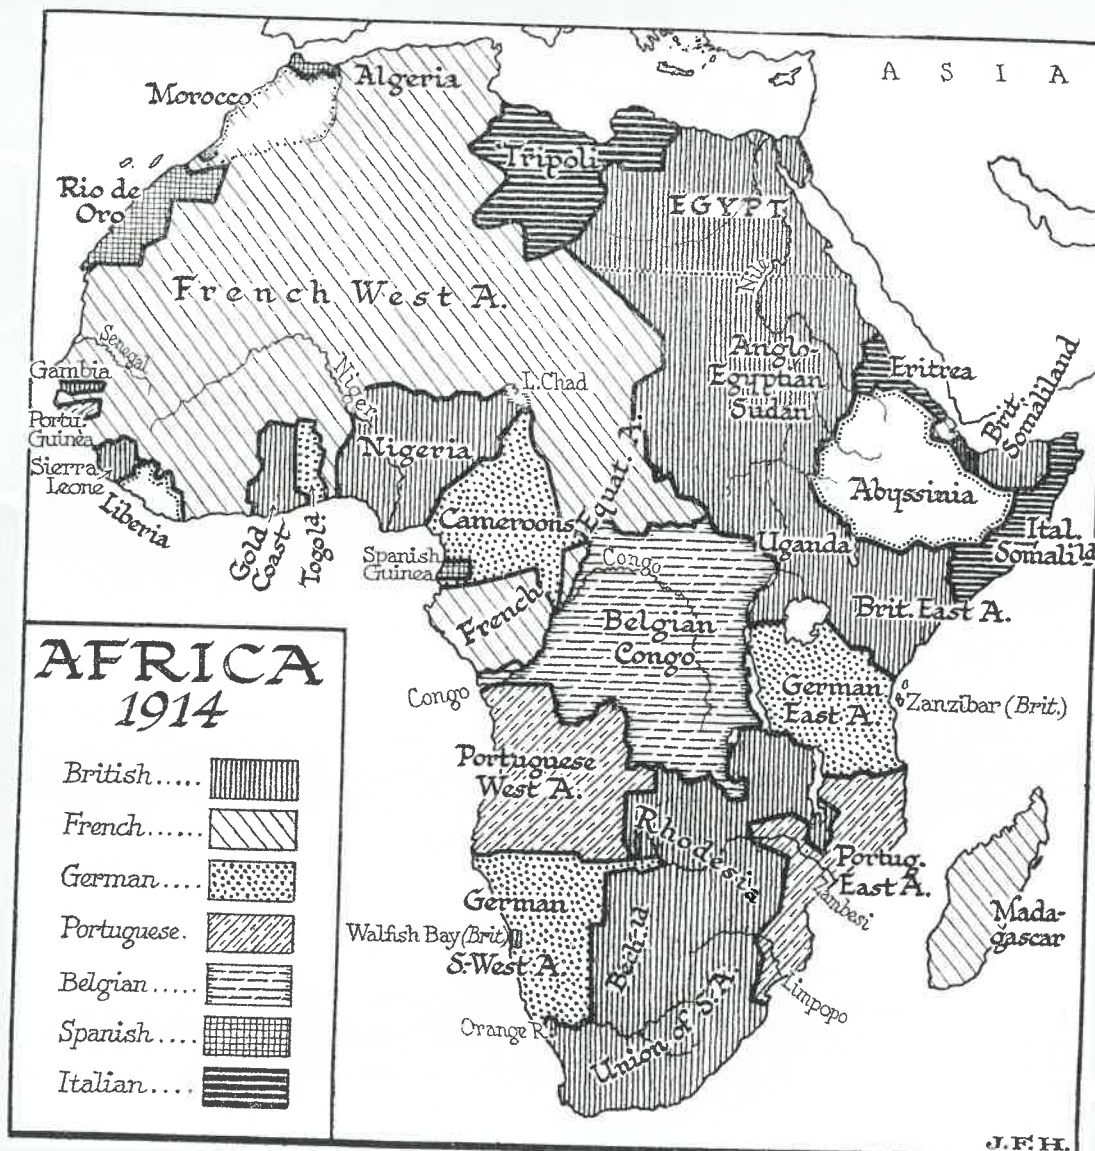 A S I A
Algeria
Morocco
Tripoli
Rio de
Oro
EGYPT.
Nile
French West A.
Senegal
Gambia
Niger
L. Chad
Anglo-
Egyptian
Sudan
Eritrea
Brit.
Somaliland
Portu.
Guinea
Nigeria
Sierra
Leone
Liberia
Gold
Coast
Togold.
Cameroons
Equat. A.
Abyssinia
Ital.
Somalild
Spanish
Guinea
Uganda
Congo
French
Belgian
Congo
Brit. East A.
Congo
German
East A.
Zanzibar (Brit.)
Portuguese
West A.
Rhodesia
Portug.
East A.
Zambesi
German
Walfish Bay (Brit)
S-West A.
Bech-ld
Mada-
gascar
Limpopo
Orange R.
Union of S.A.
AFRICA
1914
British.....
French......
German....
Portuguese.
Belgian.....
Spanish.....
Italian....
J.F.H.